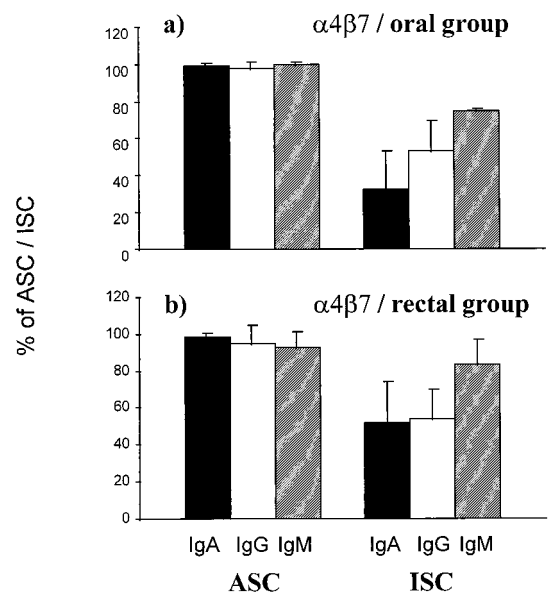 a) α4β7 / oral group
120
100
80
60
40
20
0
% of ASC / ISC
b) α4β7 / rectal group
120
100
80
60
40
20
0
IgA IgG IgM IgA IgG IgM
ASC ISC